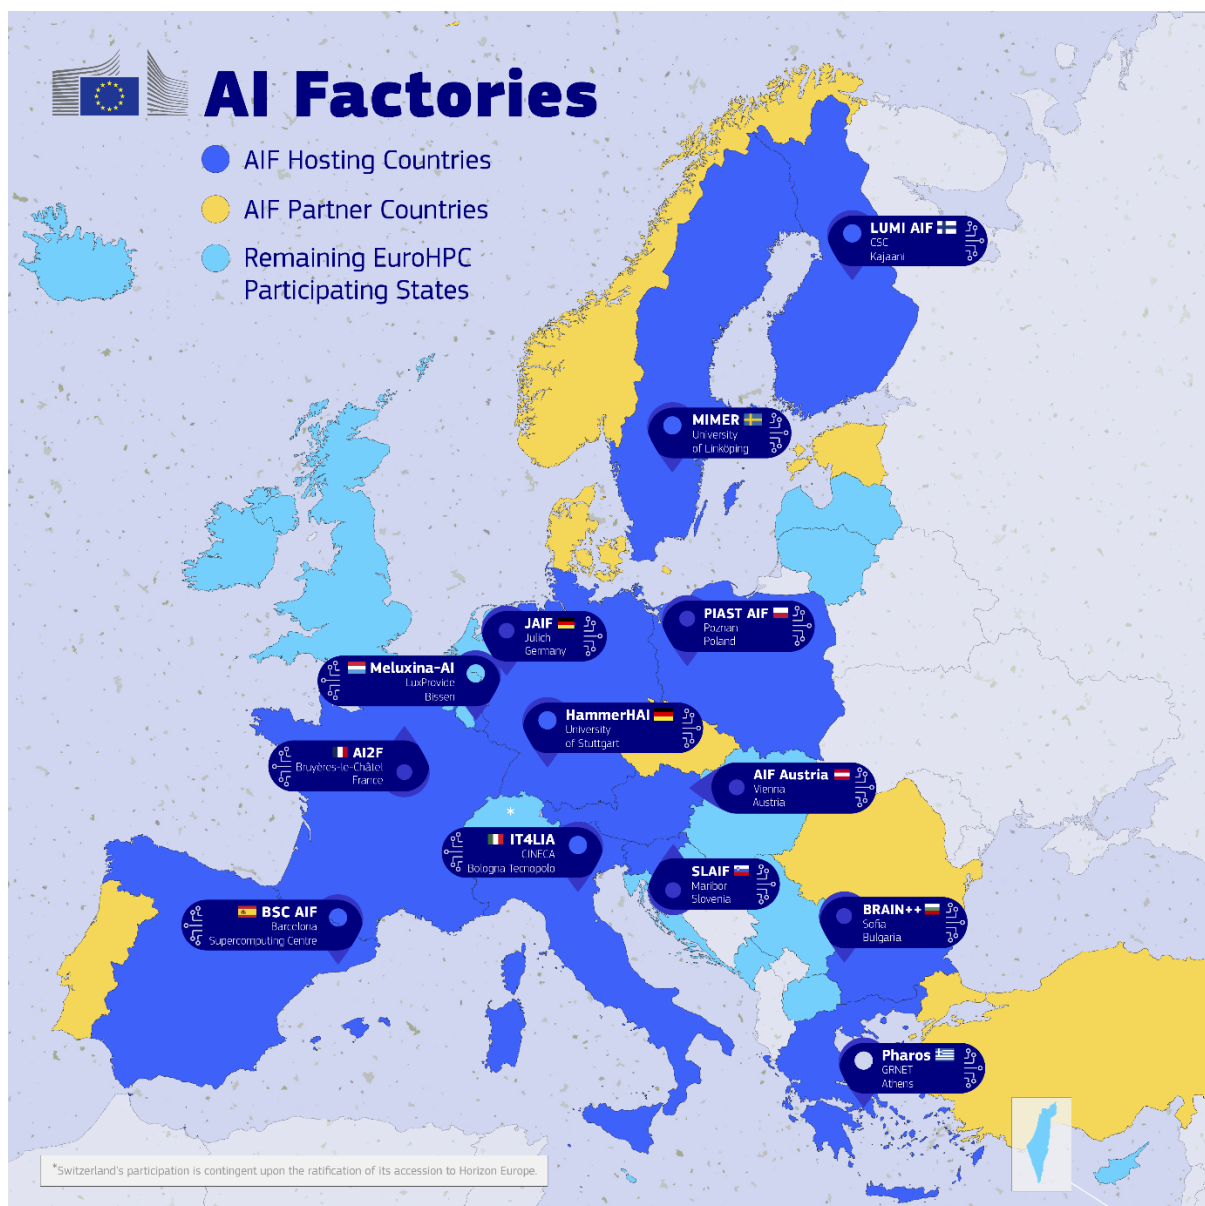 AI Factories
AIF Hosting Countries
AIF Partner Countries
Remaining EuroHPC
Participating States
LUMI AIF
CSC
Kajaani
MIMER
University
of Linköping
JAIF
Julich
Germany
PIAST AIF
Poznan
Poland
Meluxina-AI
LuxProvide
Bissen
HammerHAI
University
of Stuttgart
AI2F
Bruyères-le-Châtel
France
AIF Austria
Vienna
Austria
*
IT4LIA
CINECA
Bologna Tecnopolo
SLAIF
Maribor
Slovenia
BSC AIF
Barcelona
Supercomputing Centre
BRAIN++
Sofia
Bulgaria
Pharos
GRNET
Athens
*Switzerland's participation is contingent upon the ratification of its accession to Horizon Europe.